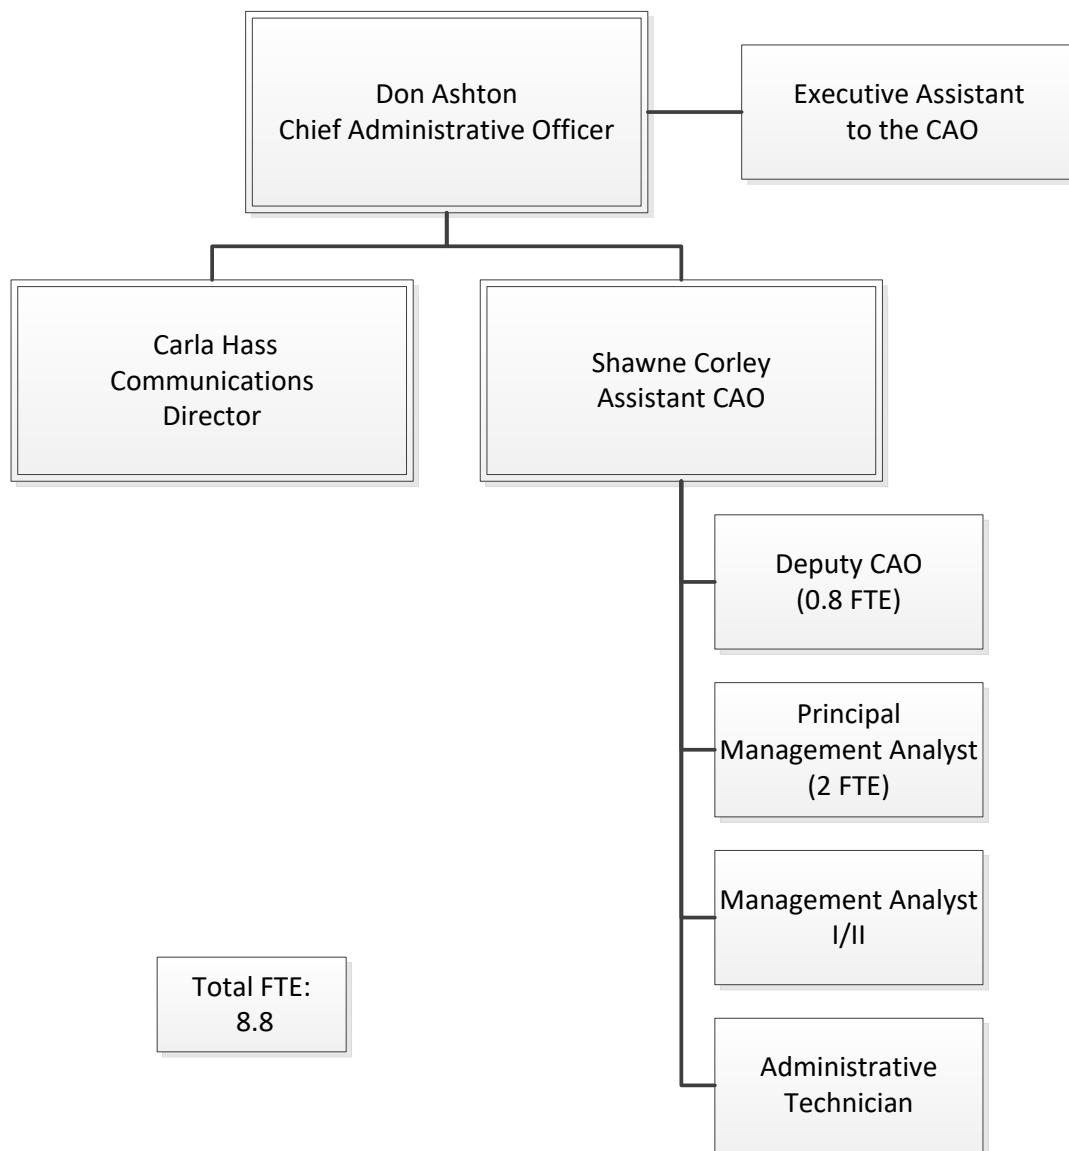 Don Ashton
Chief Administrative Officer
Executive Assistant
to the CAO
Carla Hass
Communications
Director
Shawne Corley
Assistant CAO
Deputy CAO
(0.8 FTE)
Principal
Management Analyst
(2 FTE)
Management Analyst
I/II
Total FTE:
8.8
Administrative
Technician